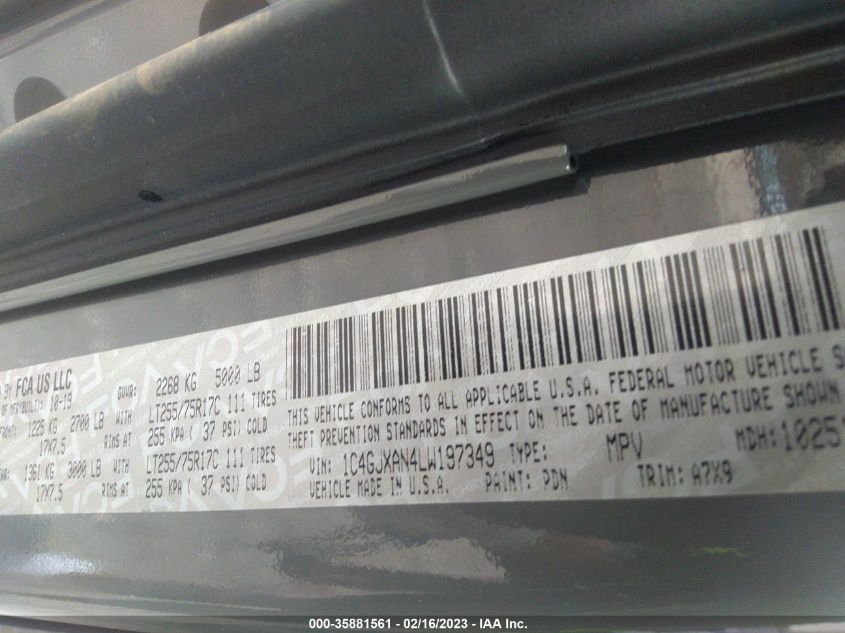 D BY FCA US LLC
OF MFR 10-19
GVWR: 2268 KG 5000 LB
FRONT: 1225 KG 2700 LB WITH LT255/75R17C 111 TIRES
17X7.5 RIMS AT 255 KPA ( 37 PSI) COLD
1361 KG 3000 LB WITH LT255/75R17C 111 TIRES
17X7.5 RIMS AT 255 KPA ( 37 PSI) COLD
THIS VEHICLE CONFORMS TO ALL APPLICABLE U.S.A. FEDERAL MOTOR VEHICLE S
THEFT PREVENTION STANDARDS IN EFFECT ON THE DATE OF MANUFACTURE SHOWN
VIN: 1C4GJXAN4LW197349 TYPE: MPV MDH: 1025
VEHICLE MADE IN U.S.A. PAINT: PDN TRIM: A7X9
000-35881561 - 02/16/2023 - IAA Inc.